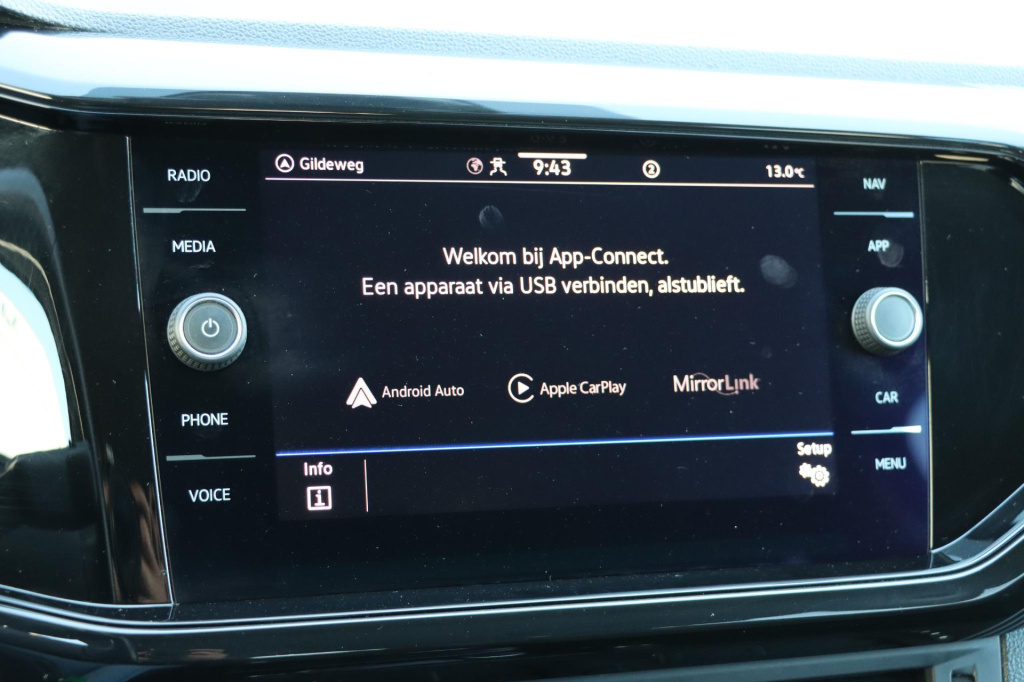 RADIO
MEDIA
PHONE
VOICE
Gildeweg
9:43
2
13.0°C
Welkom bij App-Connect.
Een apparaat via USB verbinden, alstublieft.
Android Auto
Apple CarPlay
MirrorLink
Info
i
Setup
NAV
APP
CAR
MENU